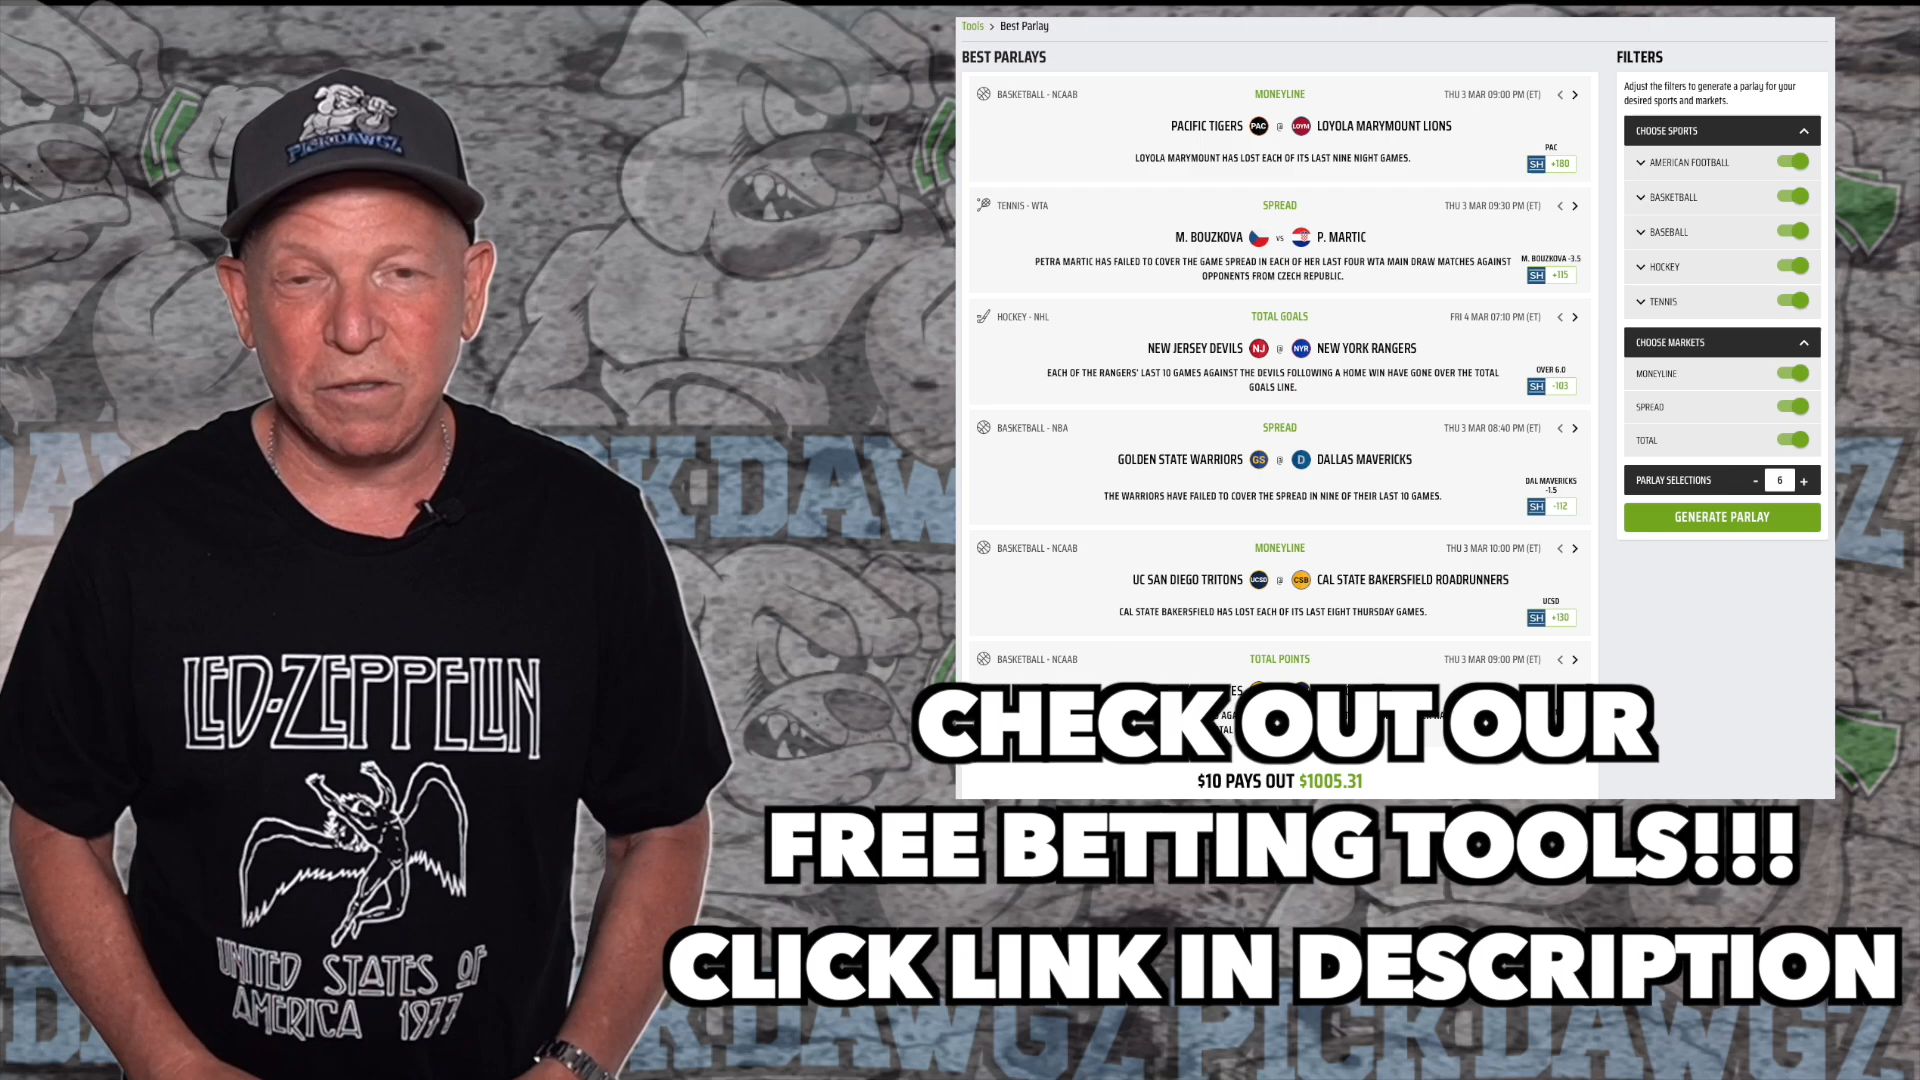 PICKDAWGZ
LED-ZEPPELIN
UNITED STATES OF
AMERICA 1977
Tools > Best Parlay
BEST PARLAYS
BASKETBALL - NCAAB MONEYLINE THU 3 MAR 09:00 PM (ET)
PACIFIC TIGERS PAC @ LOYM LOYOLA MARYMOUNT LIONS
LOYOLA MARYMOUNT HAS LOST EACH OF ITS LAST NINE NIGHT GAMES.
PAC
SH +180
TENNIS - WTA SPREAD THU 3 MAR 09:30 PM (ET)
M. BOUZKOVA VS P. MARTIC
PETRA MARTIC HAS FAILED TO COVER THE GAME SPREAD IN EACH OF HER LAST FOUR WTA MAIN DRAW MATCHES AGAINST
OPPONENTS FROM CZECH REPUBLIC.
M. BOUZKOVA -3.5
SH +115
HOCKEY - NHL TOTAL GOALS FRI 4 MAR 07:10 PM (ET)
NEW JERSEY DEVILS NJ @ NYR NEW YORK RANGERS
EACH OF THE RANGERS' LAST 10 GAMES AGAINST THE DEVILS FOLLOWING A HOME WIN HAVE GONE OVER THE TOTAL
GOALS LINE.
OVER 6.0
SH -103
BASKETBALL - NBA SPREAD THU 3 MAR 08:40 PM (ET)
GOLDEN STATE WARRIORS GS @ D DALLAS MAVERICKS
THE WARRIORS HAVE FAILED TO COVER THE SPREAD IN NINE OF THEIR LAST 10 GAMES.
DAL MAVERICKS
-1.5
SH -112
BASKETBALL - NCAAB MONEYLINE THU 3 MAR 10:00 PM (ET)
UC SAN DIEGO TRITONS UCSD @ CSB CAL STATE BAKERSFIELD ROADRUNNERS
CAL STATE BAKERSFIELD HAS LOST EACH OF ITS LAST EIGHT THURSDAY GAMES.
UCSD
SH +130
BASKETBALL - NCAAB TOTAL POINTS THU 3 MAR 09:00 PM (ET)
$10 PAYS OUT $1005.31
FILTERS
Adjust the filters to generate a parlay for your
desired sports and markets.
CHOOSE SPORTS
AMERICAN FOOTBALL
BASKETBALL
BASEBALL
HOCKEY
TENNIS
CHOOSE MARKETS
MONEYLINE
SPREAD
TOTAL
PARLAY SELECTIONS - 6 +
GENERATE PARLAY
CHECK OUT OUR
FREE BETTING TOOLS!!!
CLICK LINK IN DESCRIPTION
PICKDAWGZ PICKDAWGZ